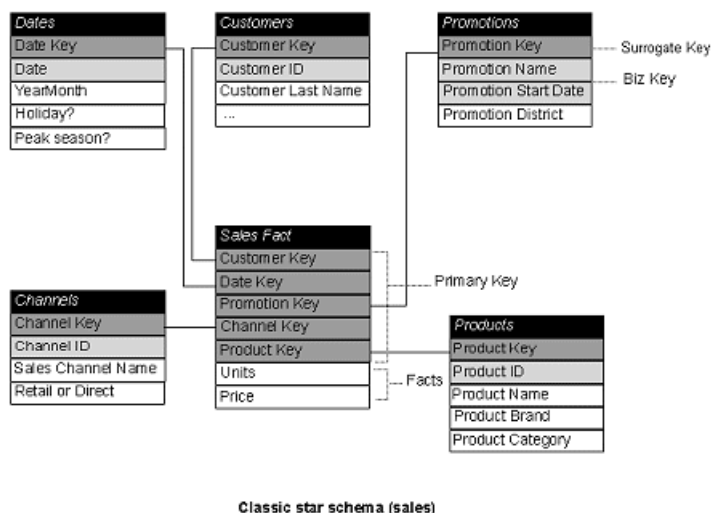 Dates
Date Key
Date
YearMonth
Holiday?
Peak season?
Customers
Customer Key
Customer ID
Customer Last Name
...
Promotions
Promotion Key
Promotion Name
Promotion Start Date
Promotion District
Surrogate Key
Biz Key
Sales Fact
Customer Key
Date Key
Promotion Key
Channel Key
Product Key
Units
Price
Primary Key
Facts
Channels
Channel Key
Channel ID
Sales Channel Name
Retail or Direct
Products
Product Key
Product ID
Product Name
Product Brand
Product Category
Classic star schema (sales)